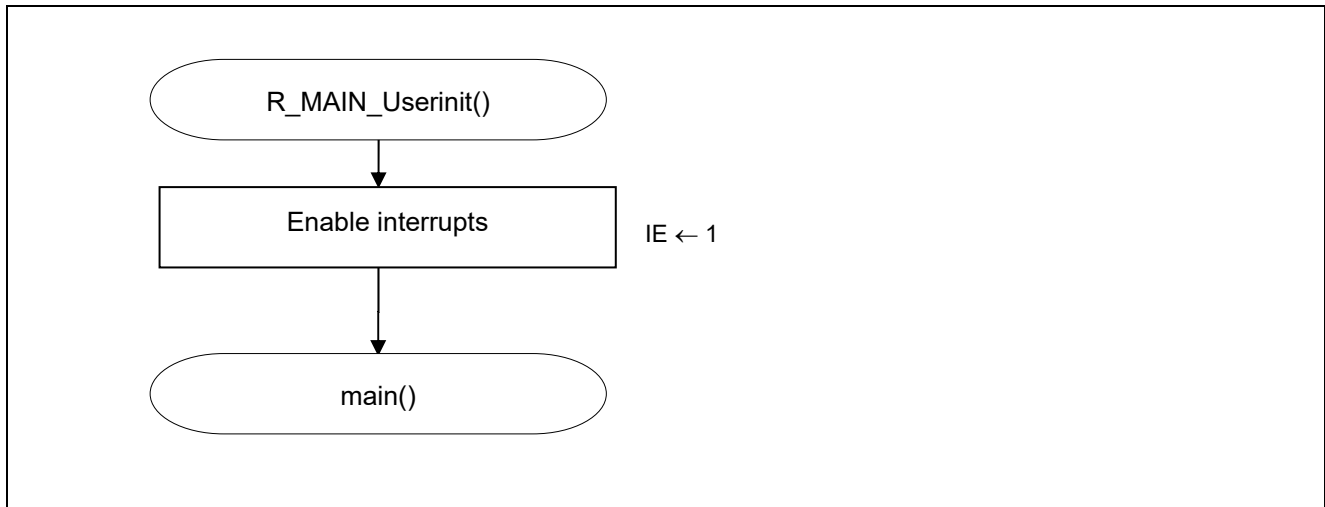 R_MAIN_Userinit()
Enable interrupts
IE ← 1
main()